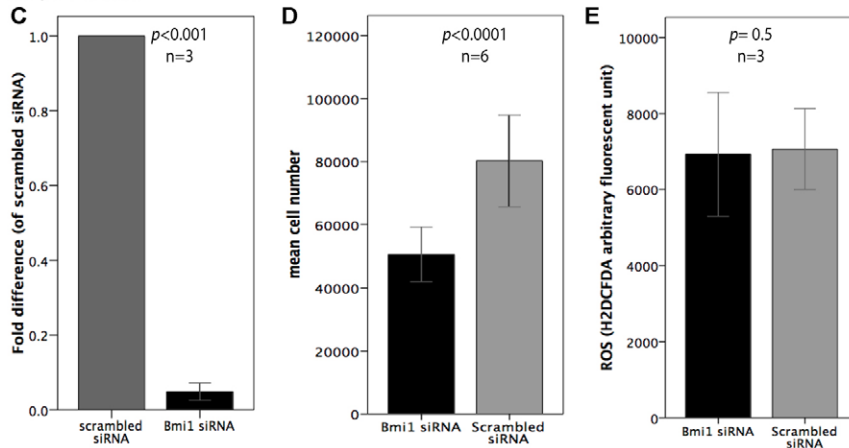 C
p<0.001
n=3
Fold difference (of scrambled siRNA)
1.0
0.8
0.6
0.4
0.2
0.0
scrambled
siRNA
Bmi1 siRNA
D
p<0.0001
n=6
mean cell number
120000
100000
80000
60000
40000
20000
0
Bmi1 siRNA
Scrambled
siRNA
E
p= 0.5
n=3
ROS (H2DCFDA arbitrary fluorescent unit)
10000
8000
6000
4000
2000
0
Bmi1 siRNA
Scrambled
siRNA